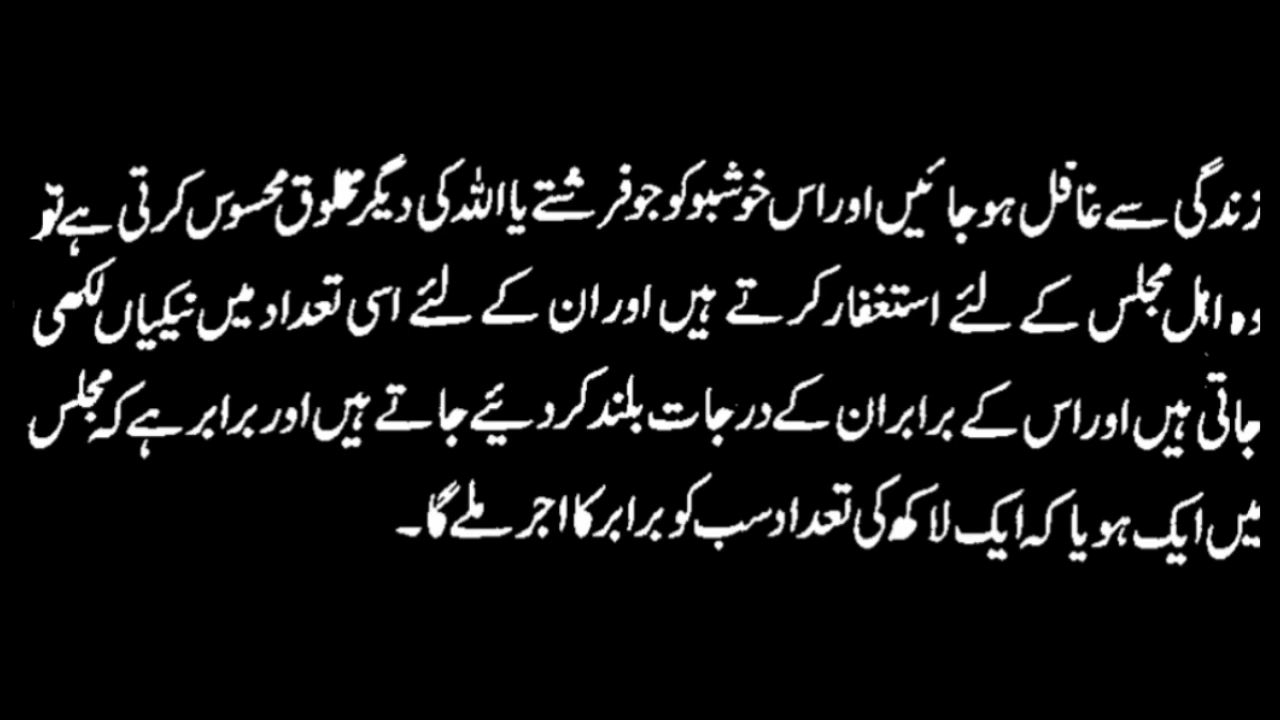 زندگی سے غافل ہو جائیں اور اس خوشبو کو جو فرشتے یا اللہ کی دیگر مخلوق محسوس کرتی ہے تو
وہ اہل مجلس کے لئے استغفار کرتے ہیں اور ان کے لئے اسی تعداد میں نیکیاں لکھی
جاتی ہیں اور اس کے برابر ان کے درجات بلند کر دئیے جاتے ہیں اور برابر ہے کہ مجلس
میں ایک ہو یا کہ ایک لاکھ کی تعداد سب کو برابر کا اجر ملے گا۔